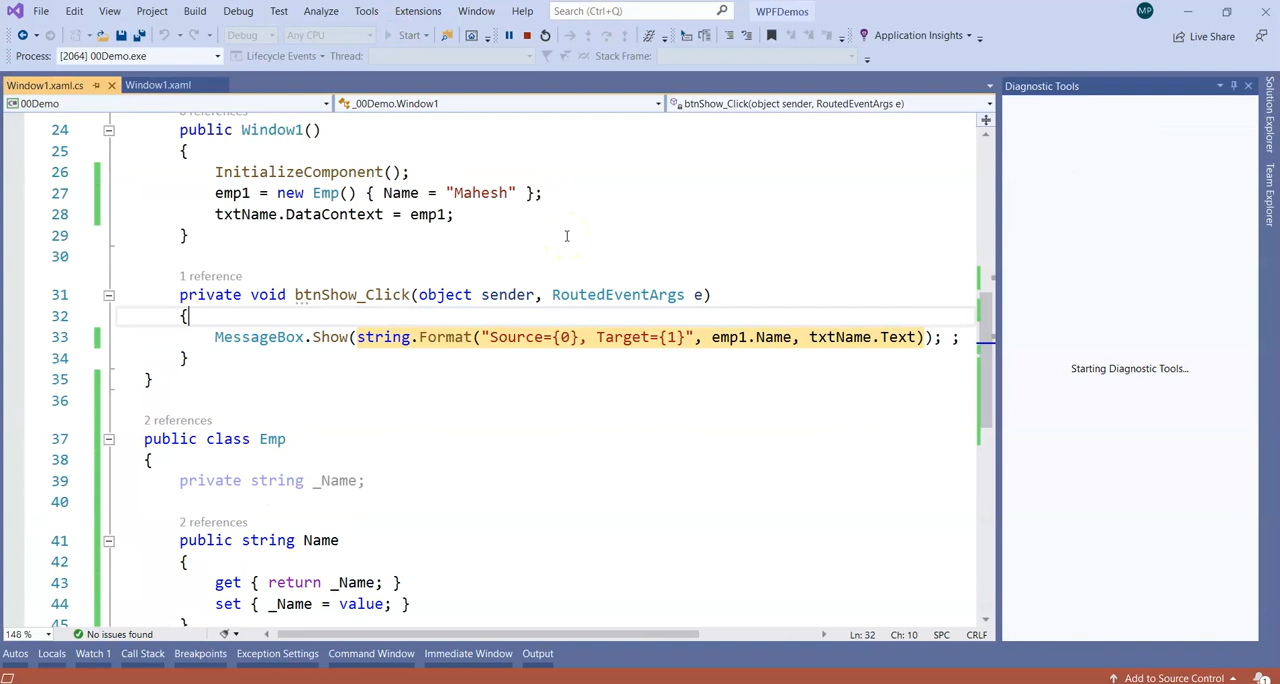 File Edit View Project Build Debug Test Analyze Tools Extensions Window Help Search (Ctrl+Q) WPFDemos MP
Debug Any CPU Start Application Insights Live Share
Process: [2064] 00Demo.exe Lifecycle Events Thread: Stack Frame:
Window1.xaml.cs Window1.xaml Diagnostic Tools
00Demo _00Demo.Window1 btnShow_Click(object sender, RoutedEventArgs e)
24 public Window1()
25 {
26 InitializeComponent();
27 emp1 = new Emp() { Name = "Mahesh" };
28 txtName.DataContext = emp1;
29 }
30
1 reference
31 private void btnShow_Click(object sender, RoutedEventArgs e)
32 {
33 MessageBox.Show(string.Format("Source={0}, Target={1}", emp1.Name, txtName.Text)); ;
34 }
35 }
36
2 references
37 public class Emp
38 {
39 private string _Name;
40
2 references
41 public string Name
42 {
43 get { return _Name; }
44 set { _Name = value; }
45 }
Starting Diagnostic Tools...
Solution Explorer
Team Explorer
148 % No issues found Ln: 32 Ch: 10 SPC CRLF
Autos Locals Watch 1 Call Stack Breakpoints Exception Settings Command Window Immediate Window Output
Add to Source Control 1